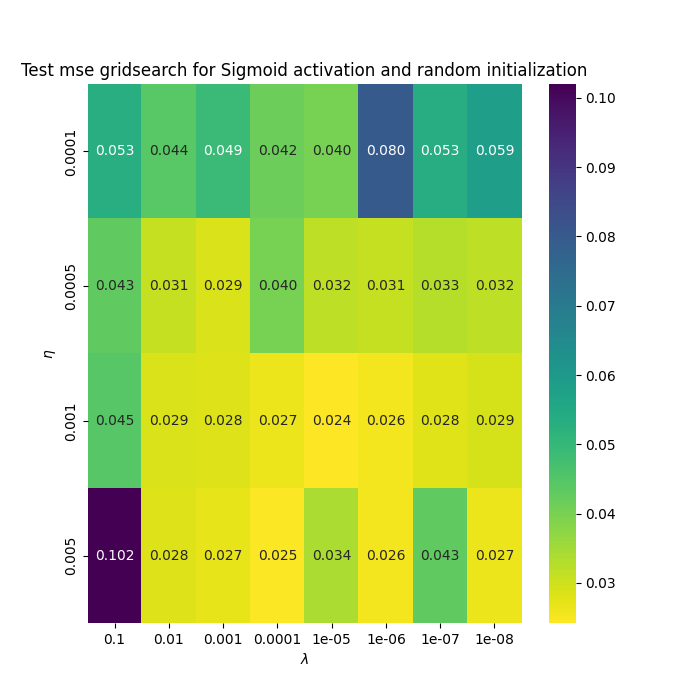 Test mse gridsearch for Sigmoid activation and random initialization
0.0001 0.053 0.044 0.049 0.042 0.040 0.080 0.053 0.059
0.0005 0.043 0.031 0.029 0.040 0.032 0.031 0.033 0.032
0.001 0.045 0.029 0.028 0.027 0.024 0.026 0.028 0.029
0.005 0.102 0.028 0.027 0.025 0.034 0.026 0.043 0.027
η
0.1 0.01 0.001 0.0001 1e-05 1e-06 1e-07 1e-08
λ
0.10
0.09
0.08
0.07
0.06
0.05
0.04
0.03